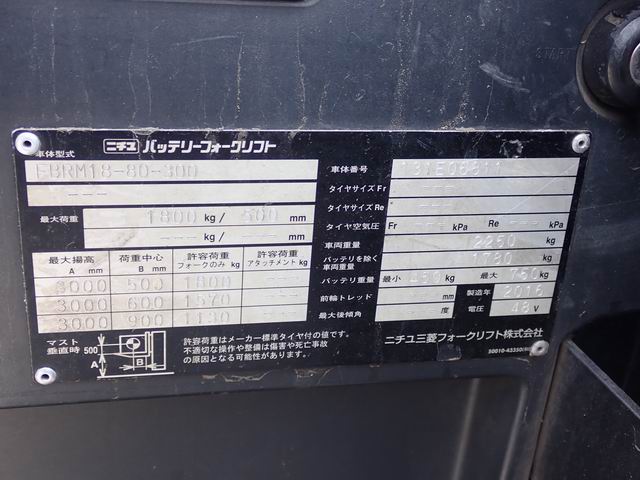 START
ニチユ バッテリーフォークリフト
車体型式
FBRM18-80-300
---
最大荷重 1800 kg / 500 mm
--- kg / --- mm
最大揚高 A mm 荷重中心 B mm 許容荷重 フォークのみ kg 許容荷重 アタッチメント kg
3000 500 1800 ---
3000 600 1570 ---
3000 900 1130 ---
マスト垂直時 500 A B
許容荷重はメーカー標準タイヤ付の値です。
不適切な操作や整備は傷害や死亡事故
の原因となる可能性があります。
車体番号
タイヤサイズ Fr ---
タイヤサイズ Re ---
タイヤ空気圧 Fr --- kPa Re --- kPa
車両重量 2250 kg
バッテリを除く車両重量 1780 kg
バッテリ重量 最小 kg 最大 750 kg
前輪トレッド mm 製造年 2016
最大後傾角 度 電圧 48 V
ニチユ三菱フォークリフト株式会社